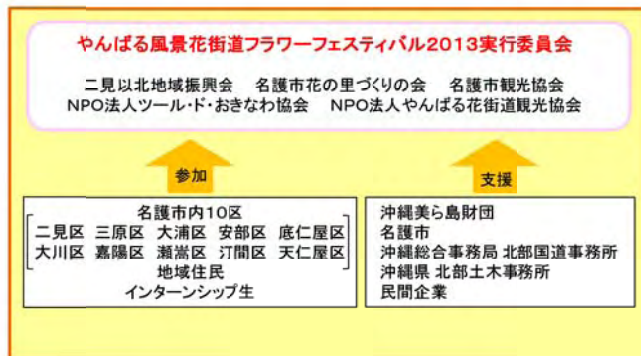 やんばる風景花街道フラワーフェスティバル2013実行委員会
二見以北地域振興会　名護市花の里づくりの会　名護市観光協会
NPO法人ツール・ド・おきなわ協会　NPO法人やんばる花街道観光協会
参加
支援
名護市内10区
二見区 三原区 大浦区 安部区 底仁屋区
大川区 嘉陽区 瀬嵩区 汀間区 天仁屋区
地域住民
インターンシップ生
沖縄美ら島財団
名護市
沖縄総合事務局 北部国道事務所
沖縄県 北部土木事務所
民間企業